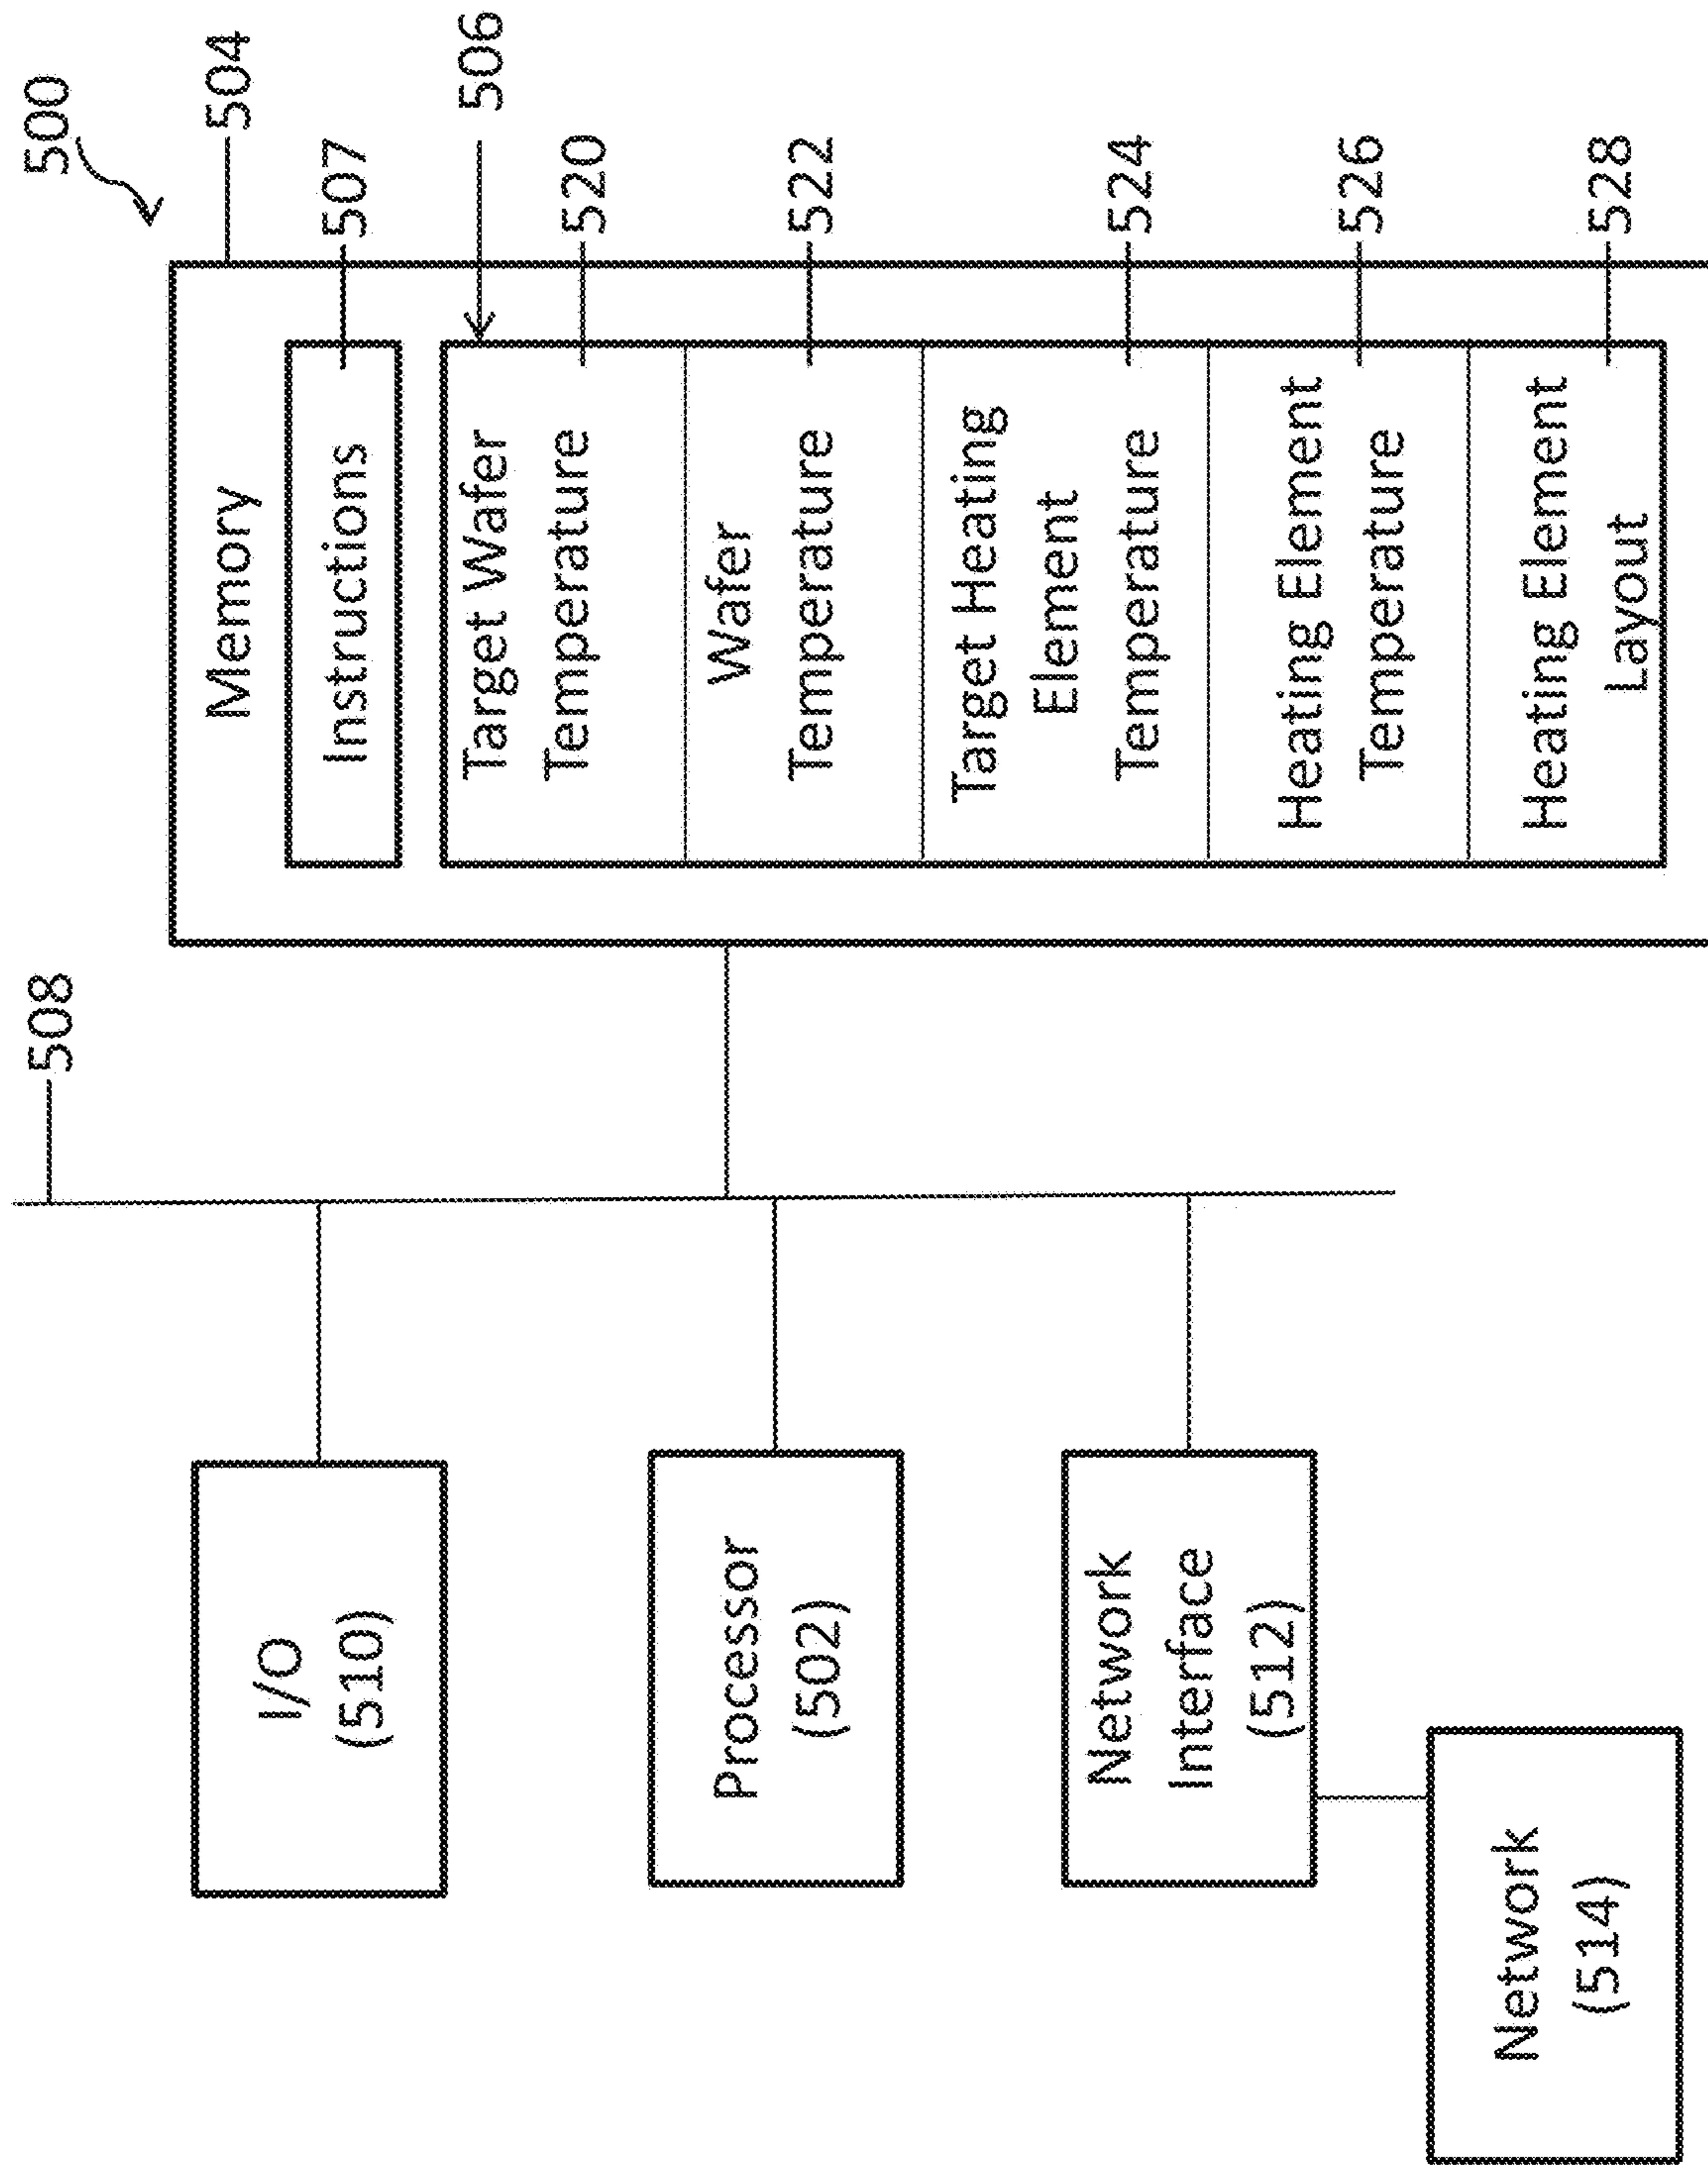 500
508
504
Memory
507
Instructions
506
Target Wafer
Temperature
520
Wafer
Temperature
522
Target Heating
Element
Temperature
524
Heating Element
Temperature
526
Heating Element
Layout
528
I/O
(510)
Processor
(502)
Network
Interface
(512)
Network
(514)